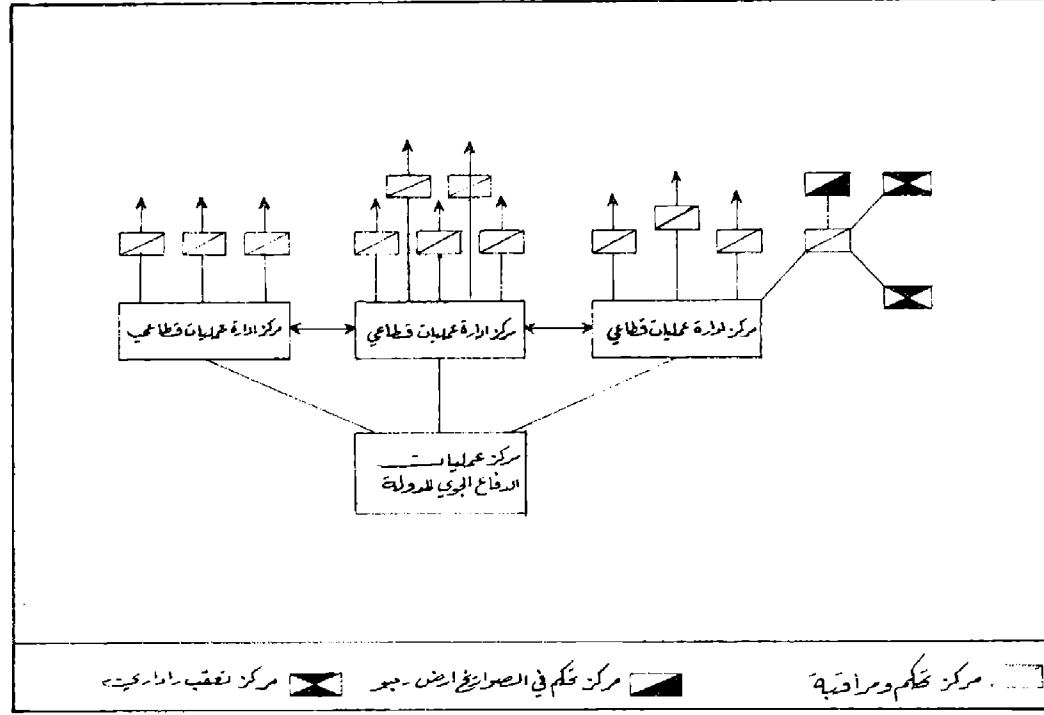 مركز ادارة عمليات قطاعي
مركز ادارة عمليات قطاعي
مركز ادارة عمليات قطاعي
مركز عمليات
الدفاع الجوي للدولة
مركز تحكم ومراقبة
مركز تحكم في الصواريخ ارض - جو
مركز تعقب راداري